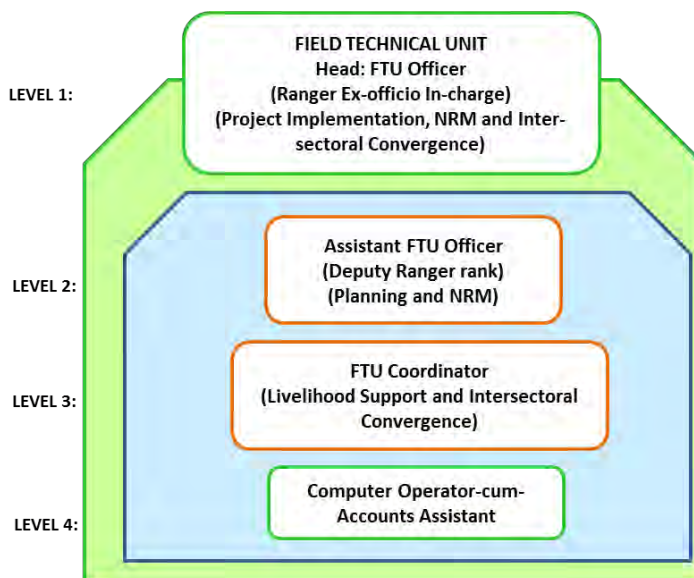 FIELD TECHNICAL UNIT
Head: FTU Officer
LEVEL 1:
(Ranger Ex-officio In-charge)
(Project Implementation, NRM and Inter-
sectoral Convergence)
Assistant FTU Officer
(Deputy Ranger rank)
LEVEL 2:
(Planning and NRM)
FTU Coordinator
LEVEL 3:
(Livelihood Support and Intersectoral
Convergence)
Computer Operator-cum-
Accounts Assistant
LEVEL 4: